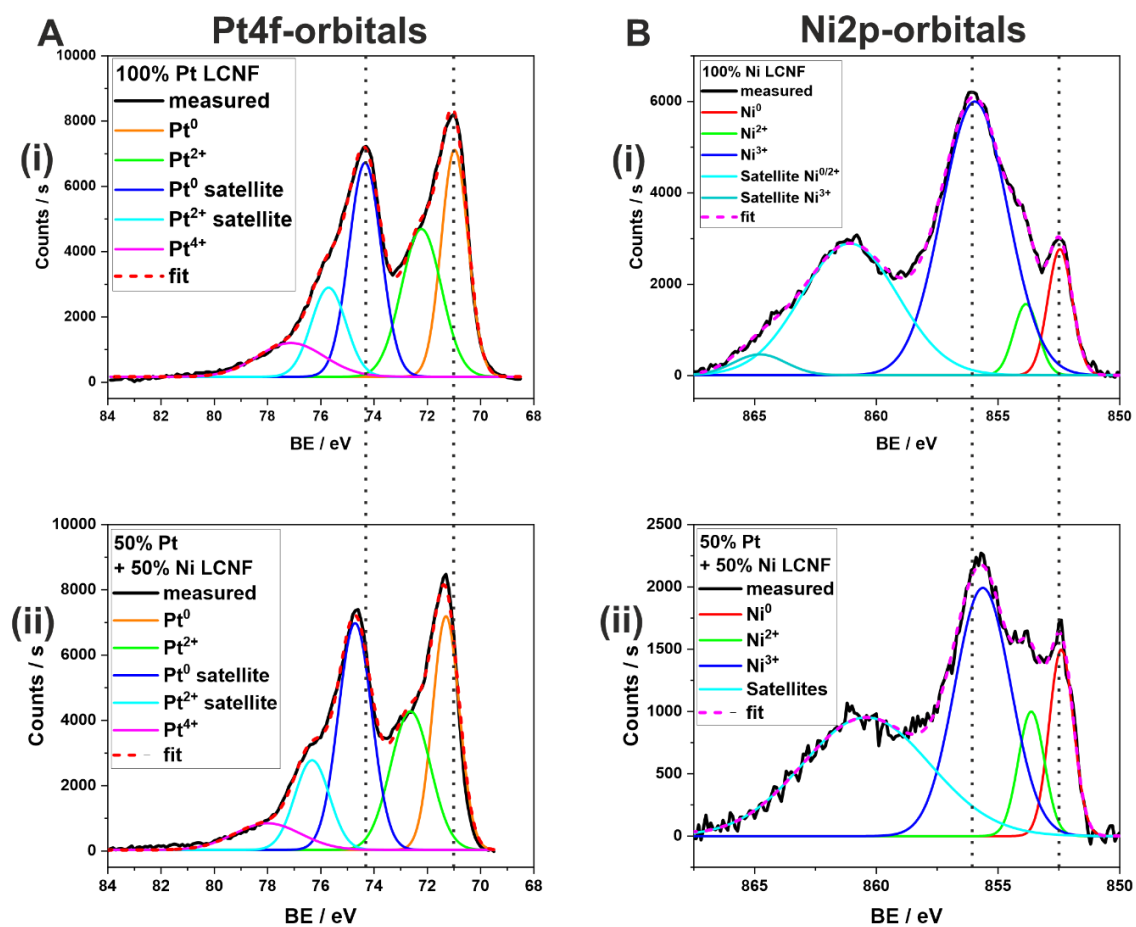 A
Pt4f-orbitals
B
Ni2p-orbitals
(i)
Counts / s
10000
8000
6000
4000
2000
0
100% Pt LCNF
measured
Pt⁰
Pt²⁺
Pt⁰ satellite
Pt²⁺ satellite
Pt⁴⁺
fit
84 82 80 78 76 74 72 70 68
BE / eV
(i)
Counts / s
6000
4000
2000
0
100% Ni LCNF
measured
Ni⁰
Ni²⁺
Ni³⁺
Satellite Ni⁰ᐟ²⁺
Satellite Ni³⁺
fit
865 860 855 850
BE / eV
(ii)
Counts / s
10000
8000
6000
4000
2000
0
50% Pt
+ 50% Ni LCNF
measured
Pt⁰
Pt²⁺
Pt⁰ satellite
Pt²⁺ satellite
Pt⁴⁺
fit
84 82 80 78 76 74 72 70 68
BE / eV
(ii)
Counts / s
2500
2000
1500
1000
500
0
50% Pt
+ 50% Ni LCNF
measured
Ni⁰
Ni²⁺
Ni³⁺
Satellites
fit
865 860 855 850
BE / eV